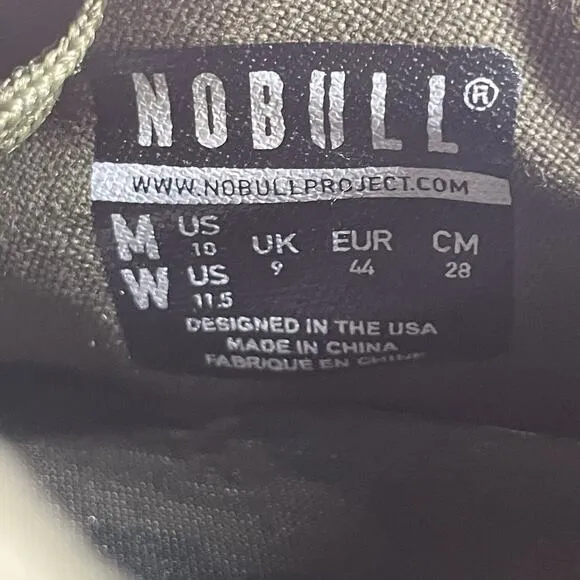 NOBULL®
WWW.NOBULLPROJECT.COM
M US 10 UK 9 EUR 44 CM 28
W US 11.5
DESIGNED IN THE USA
MADE IN CHINA
FABRIQUE EN CHINE